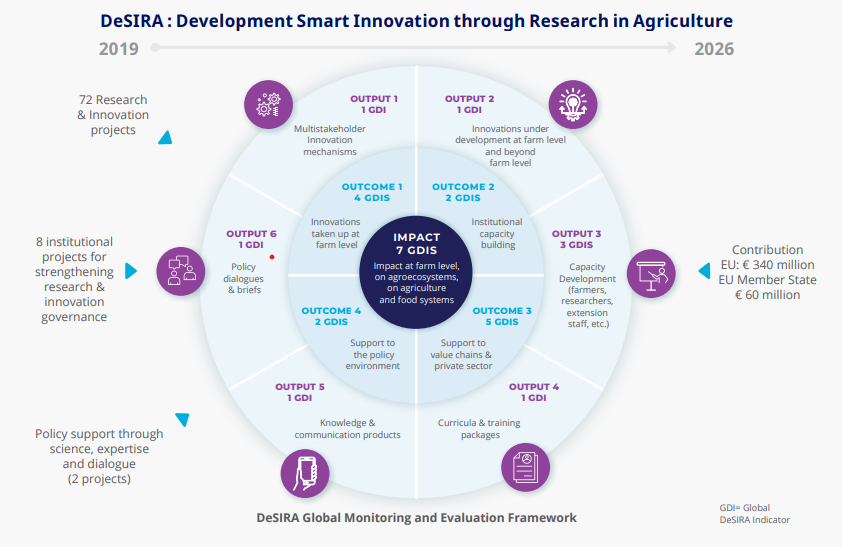 DeSIRA : Development Smart Innovation through Research in Agriculture
2019
2026
72 Research
& Innovation
projects
OUTPUT 1
1 GDI
Multistakeholder
Innovation
mechanisms
OUTPUT 2
1 GDI
Innovations under
development at farm level
and beyond
farm level
OUTCOME 1
4 GDIS
Innovations
taken up at
farm level
OUTCOME 2
2 GDIS
Institutional
capacity
building
8 institutional
projects for
strengthening
research &
innovation
governance
OUTPUT 6
1 GDI
Policy
dialogues
& briefs
IMPACT
7 GDIS
Impact at farm level,
on agroecosystems,
on agriculture
and food systems
OUTPUT 3
3 GDIS
Capacity
Development
(farmers,
researchers,
extension
staff, etc.)
Contribution
EU: € 340 million
EU Member State
€ 60 million
OUTCOME 4
2 GDIS
Support to
the policy
environment
OUTCOME 3
5 GDIS
Support to
value chains &
private sector
OUTPUT 5
1 GDI
Knowledge &
communication products
OUTPUT 4
1 GDI
Curricula & training
packages
Policy support through
science, expertise
and dialogue
(2 projects)
DeSIRA Global Monitoring and Evaluation Framework
GDI= Global
DeSIRA Indicator